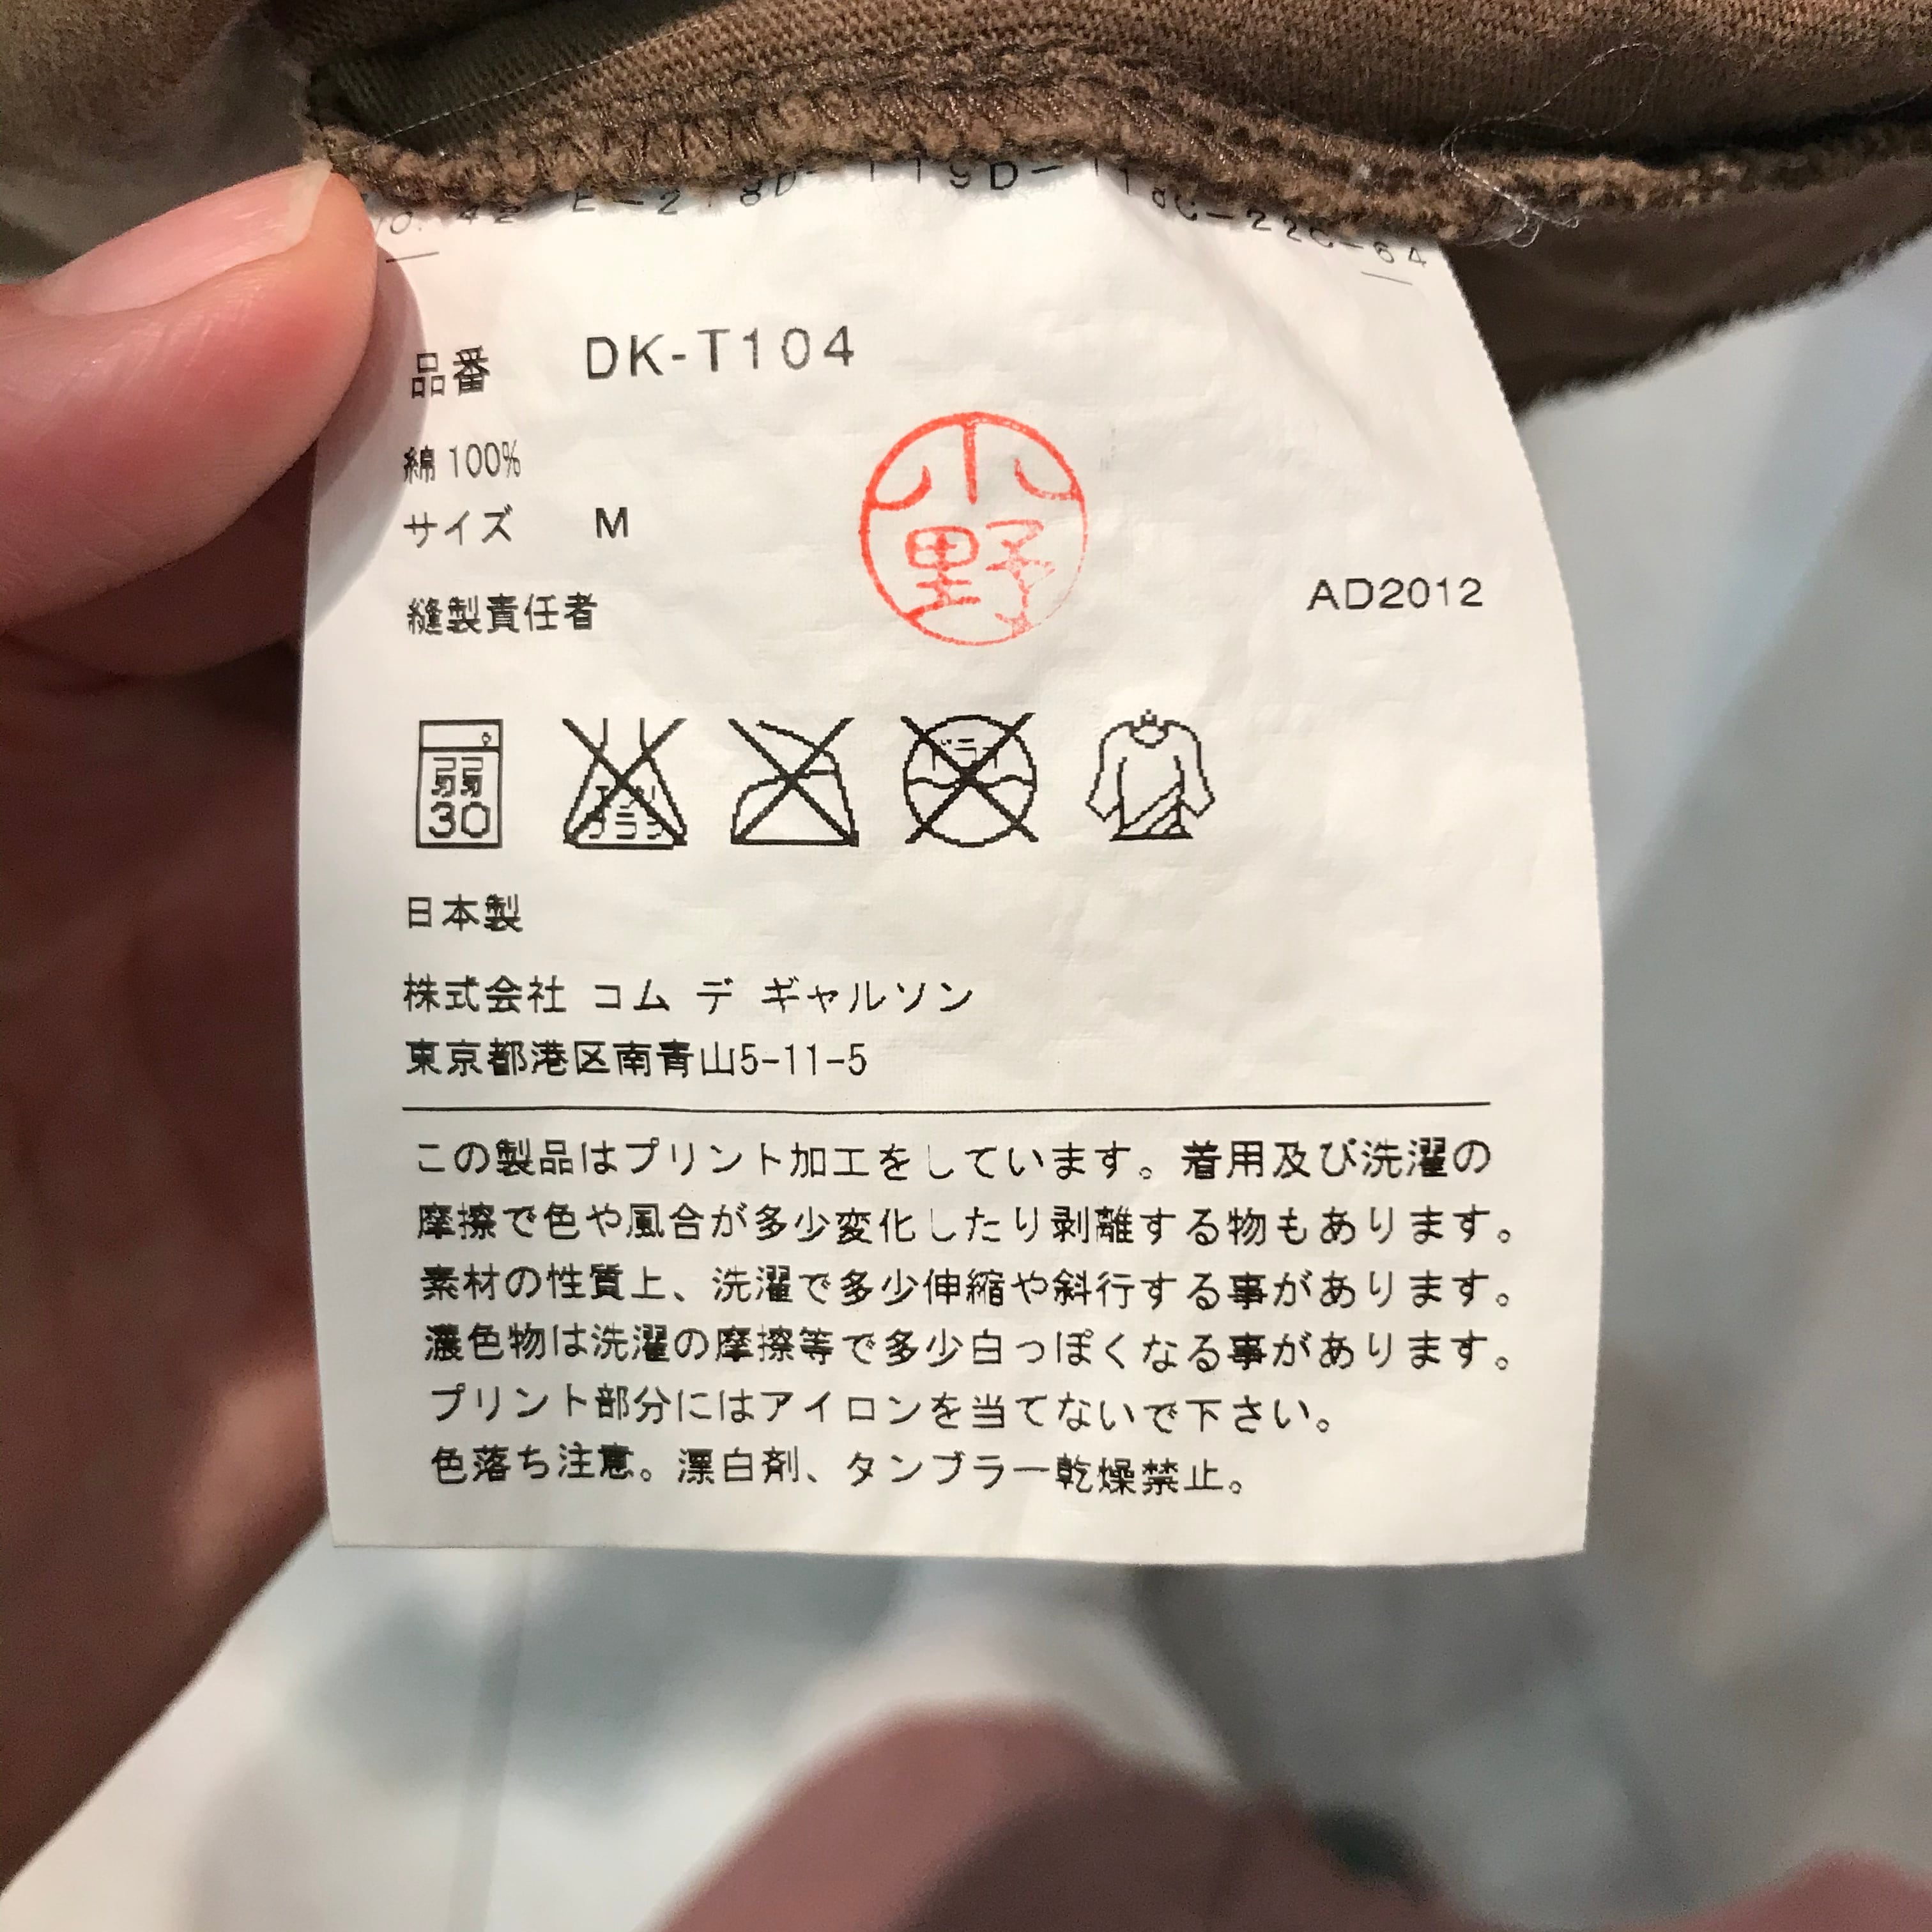 品番 DK-T104
綿100%
サイズ M
小野
縫製責任者
AD2012
弱
30
日本製
株式会社 コム デ ギャルソン
東京都港区南青山5-11-5
この製品はプリント加工をしています。着用及び洗濯の
摩擦で色や風合が多少変化したり剥離する物もあります。
素材の性質上、洗濯で多少伸縮や斜行する事があります。
濃色物は洗濯の摩擦等で多少白っぽくなる事があります。
プリント部分にはアイロンを当てないで下さい。
色落ち注意。漂白剤、タンブラー乾燥禁止。